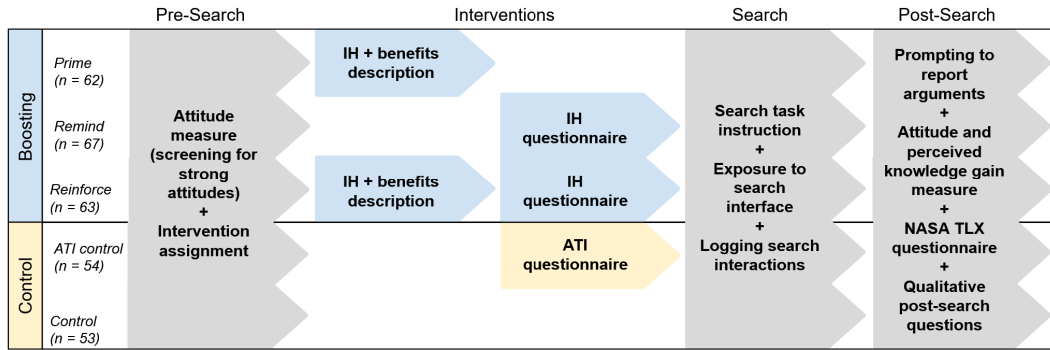 Pre-Search
Interventions
Search
Post-Search
Boosting
Prime
(n = 62)
IH + benefits
description
Remind
(n = 67)
IH
questionnaire
Reinforce
(n = 63)
IH + benefits
description
IH
questionnaire
Control
ATI control
(n = 54)
ATI
questionnaire
Control
(n = 53)
Attitude
measure
(screening for
strong
attitudes)
+
Intervention
assignment
Search task
instruction
+
Exposure to
search
interface
+
Logging search
interactions
Prompting to
report
arguments
+
Attitude and
perceived
knowledge gain
measure
+
NASA TLX
questionnaire
+
Qualitative
post-search
questions